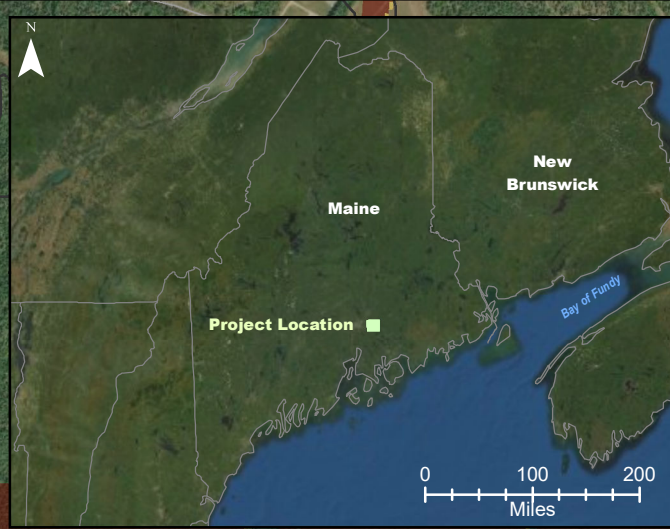 N
New
Brunswick
Maine
Bay of Fundy
Project Location
0 100 200
Miles